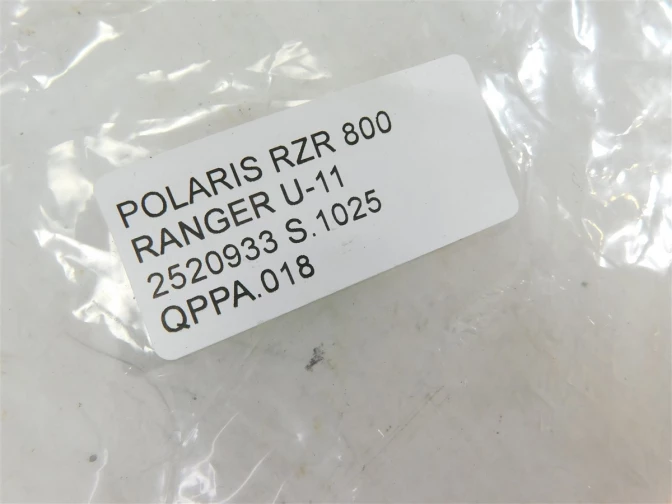 POLARIS RZR 800
RANGER U-11
2520933 S.1025
QPPA.018